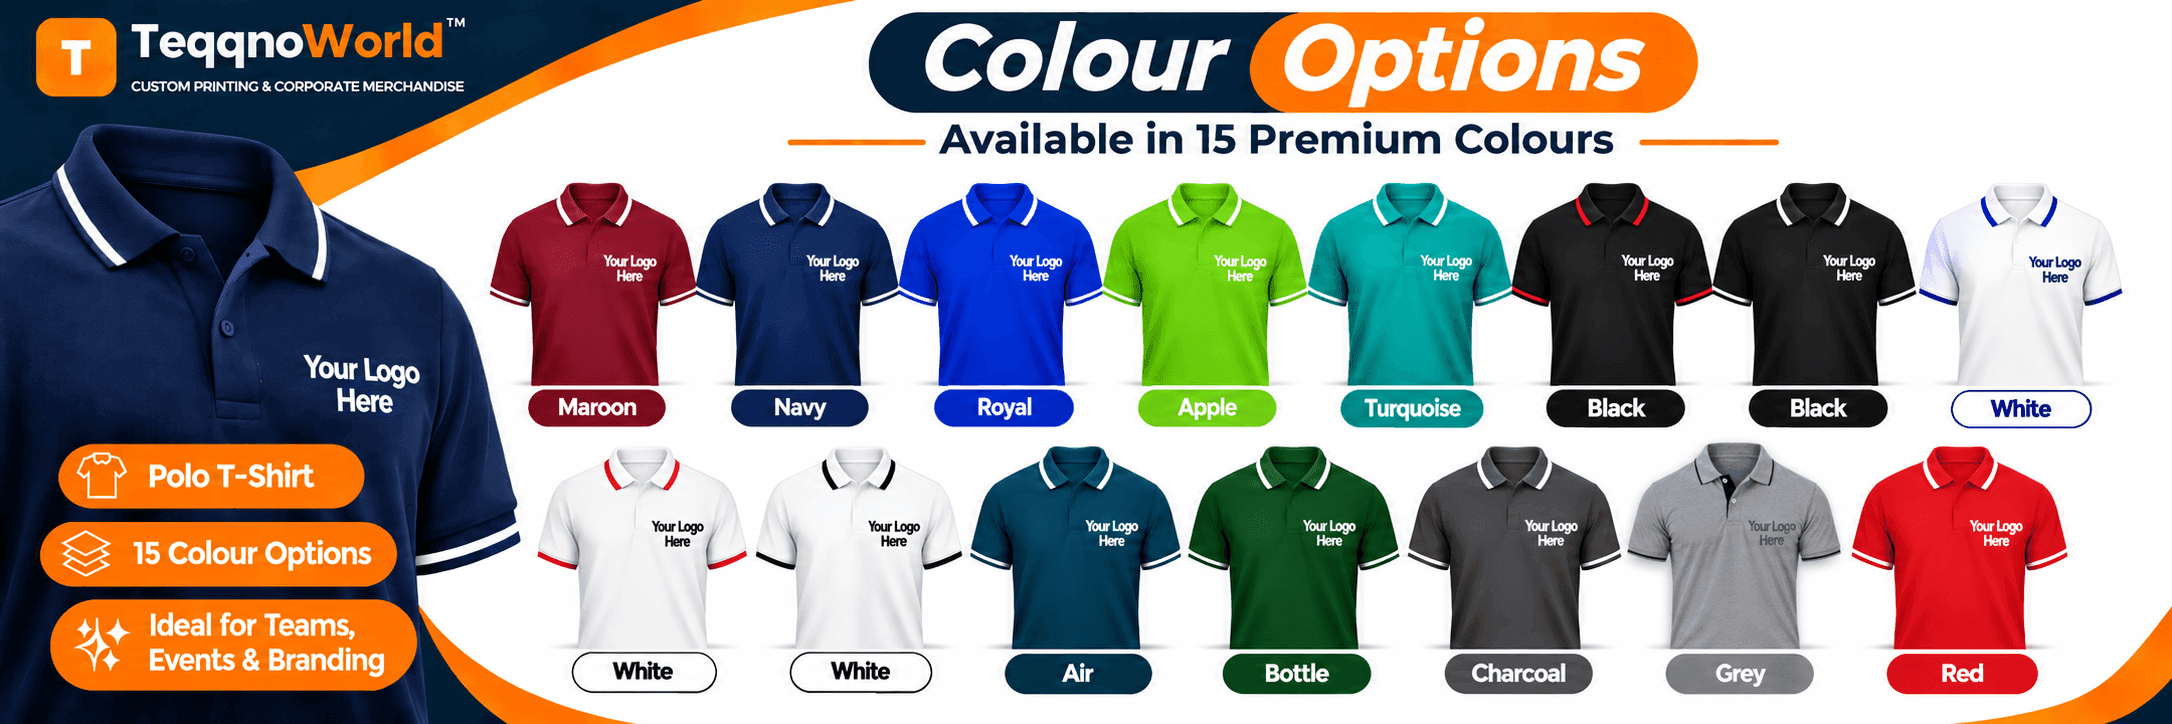 T
TeqqnoWorld™
CUSTOM PRINTING & CORPORATE MERCHANDISE
Your Logo
Here
Polo T-Shirt
15 Colour Options
Ideal for Teams,
Events & Branding
Colour Options
Available in 15 Premium Colours
Your Logo
Here
Maroon
Your Logo
Here
Navy
Your Logo
Here
Royal
Your Logo
Here
Apple
Your Logo
Here
Turquoise
Your Logo
Here
Black
Your Logo
Here
Black
Your Logo
Here
White
Your Logo
Here
White
Your Logo
Here
White
Your Logo
Here
Air
Your Logo
Here
Bottle
Your Logo
Here
Charcoal
Your Logo
Here
Grey
Your Logo
Here
Red